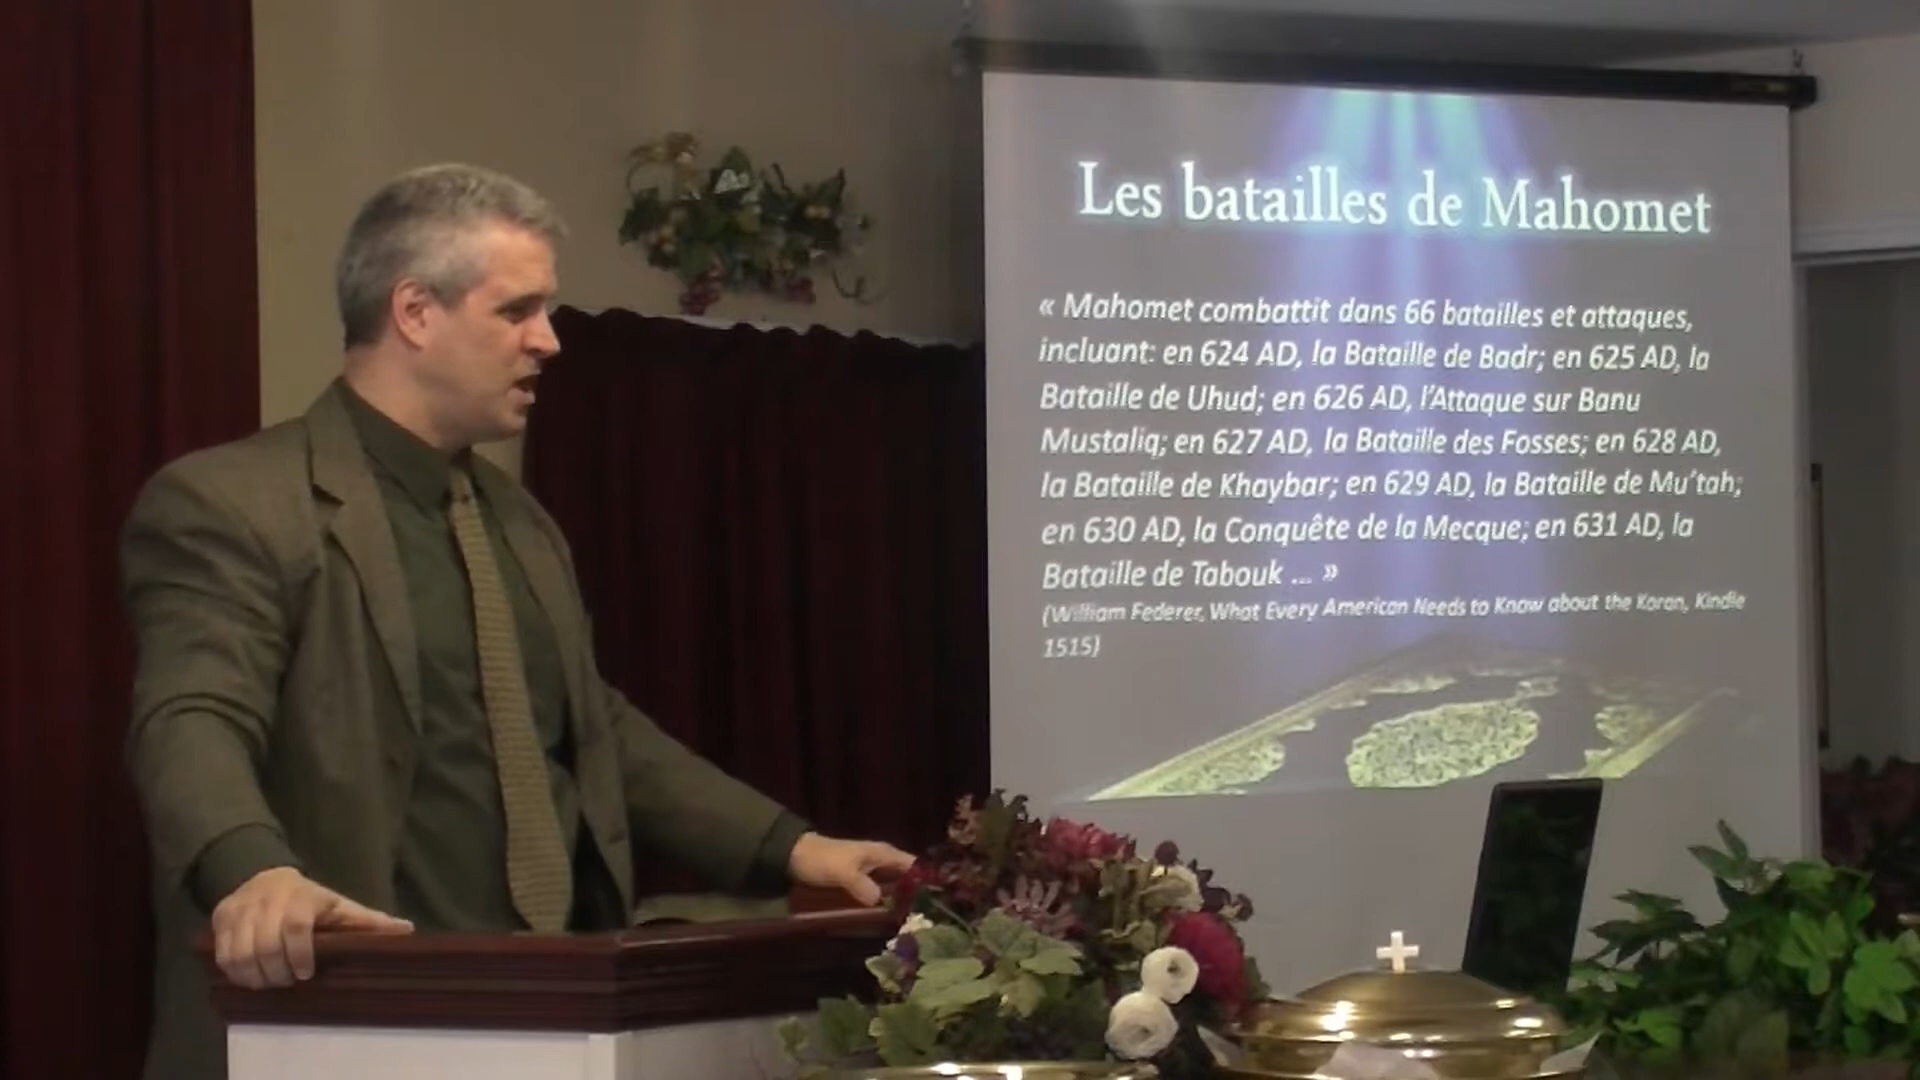 Les batailles de Mahomet
« Mahomet combattit dans 66 batailles et attaques,
incluant: en 624 AD, la Bataille de Badr; en 625 AD, la
Bataille de Uhud; en 626 AD, l'Attaque sur Banu
Mustaliq; en 627 AD, la Bataille des Fosses; en 628 AD,
la Bataille de Khaybar; en 629 AD, la Bataille de Mu'tah;
en 630 AD, la Conquête de la Mecque; en 631 AD, la
Bataille de Tabouk ... »
(William Federer, What Every American Needs to Know about the Koran, Kindle
1515)